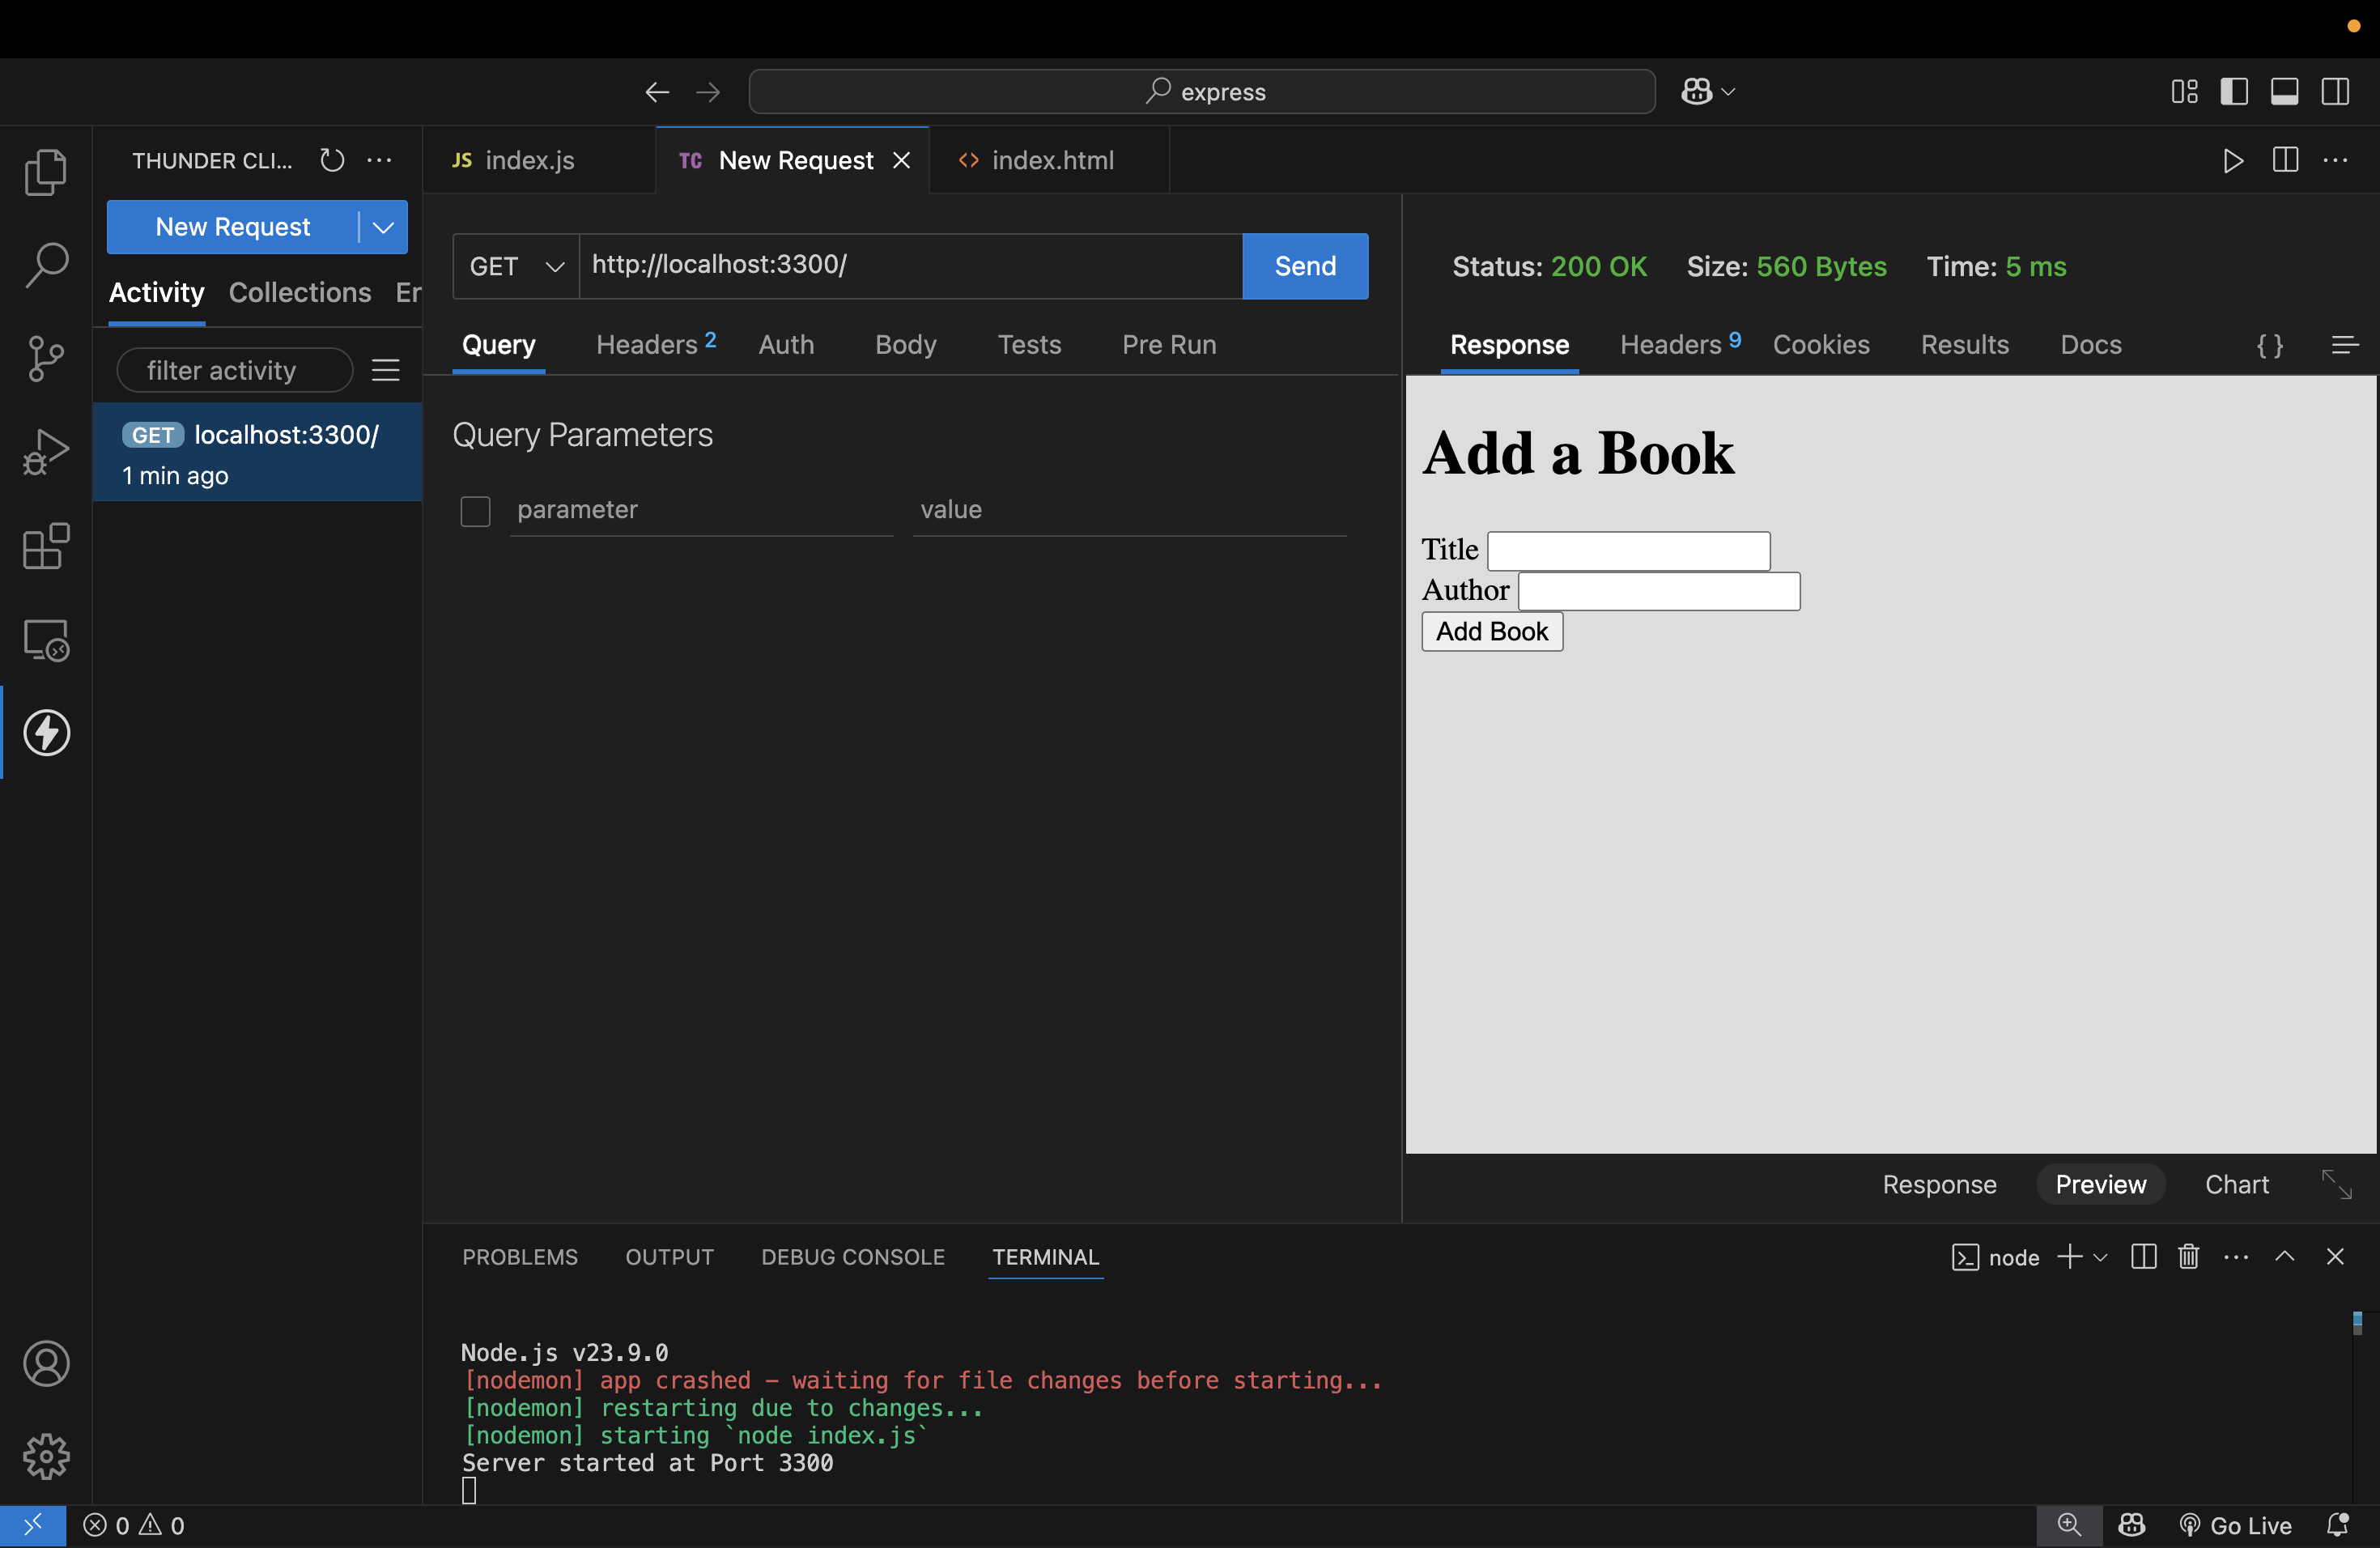 express
THUNDER CLI...
JS index.js
TC New Request
<> index.html
New Request
Activity Collections Er
filter activity
GET localhost:3300/
1 min ago
GET http://localhost:3300/ Send
Query Headers 2 Auth Body Tests Pre Run
Query Parameters
parameter value
Status: 200 OK Size: 560 Bytes Time: 5 ms
Response Headers 9 Cookies Results Docs { }
Add a Book
Title
Author
Add Book
Response Preview Chart
PROBLEMS OUTPUT DEBUG CONSOLE TERMINAL
node
Node.js v23.9.0
[nodemon] app crashed – waiting for file changes before starting...
[nodemon] restarting due to changes...
[nodemon] starting `node index.js`
Server started at Port 3300
0 0
Go Live